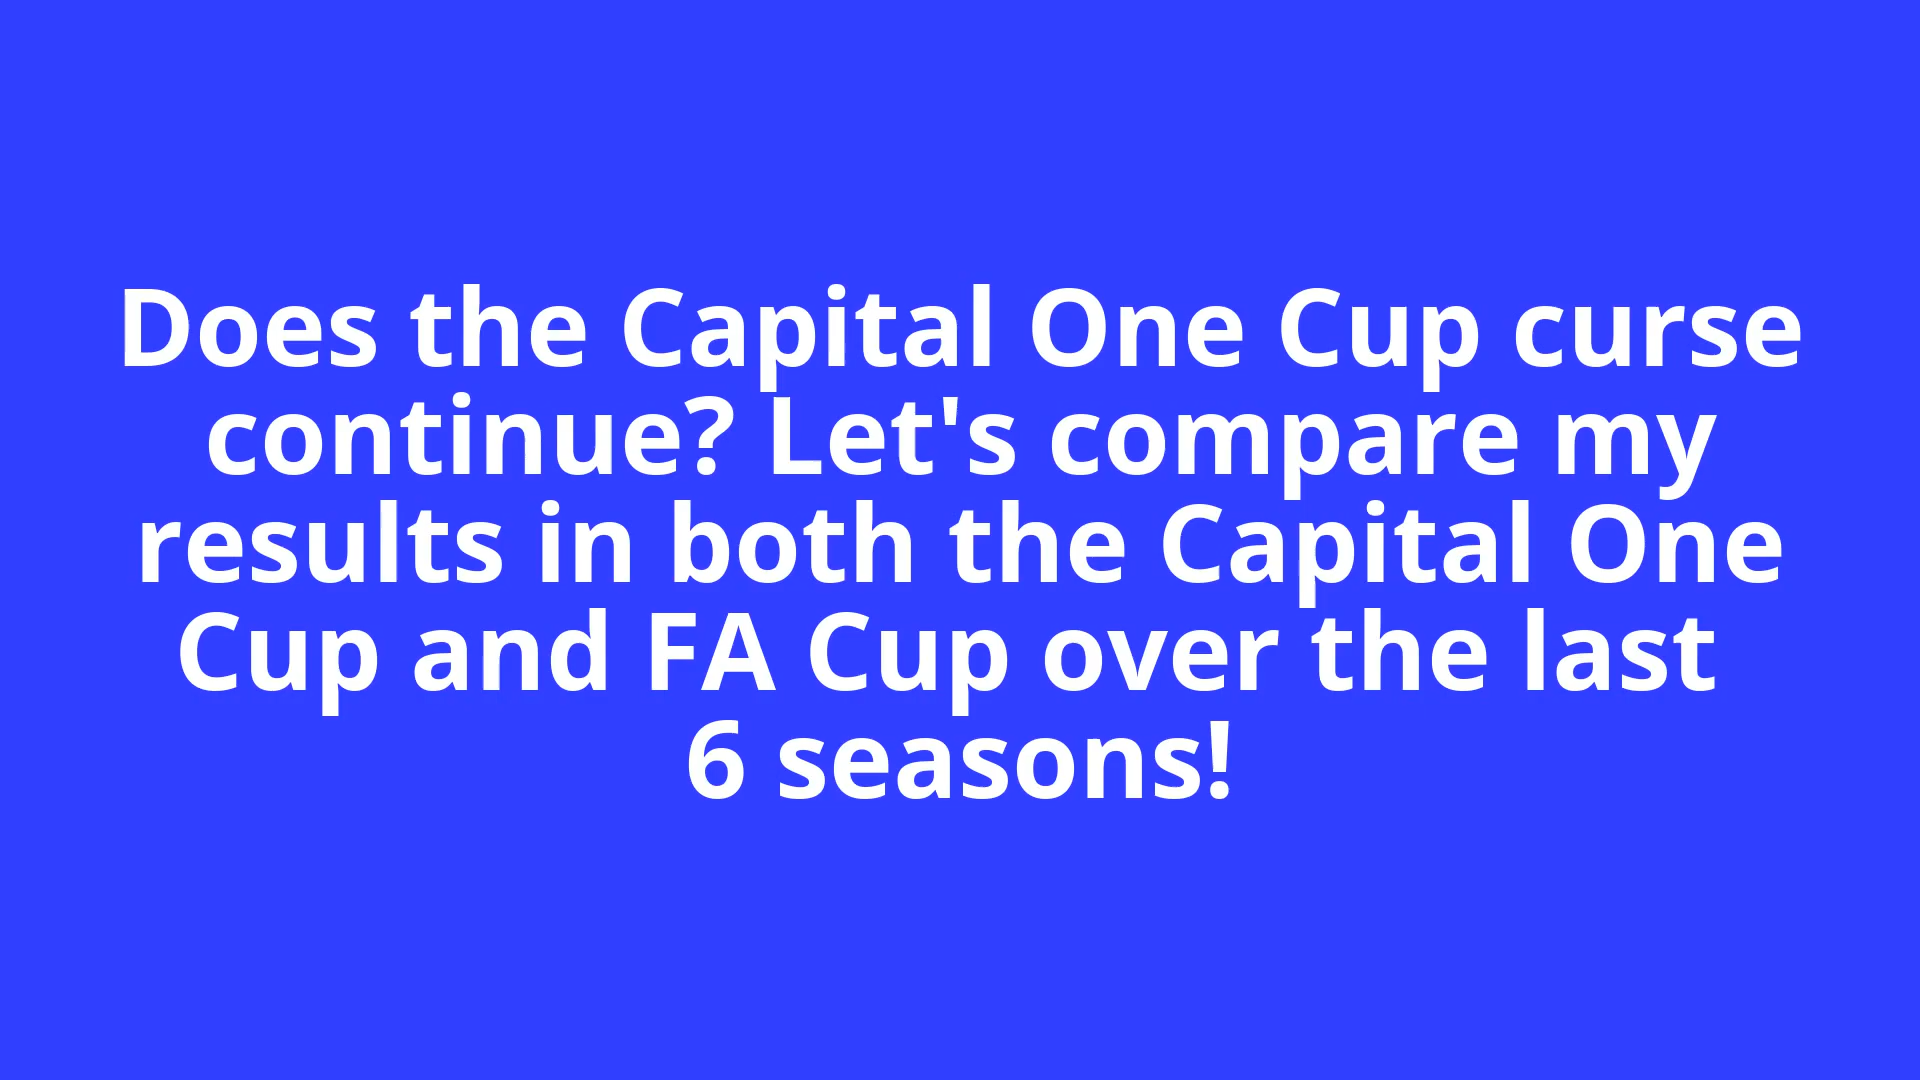 Does the Capital One Cup curse
continue? Let's compare my
results in both the Capital One
Cup and FA Cup over the last
6 seasons!